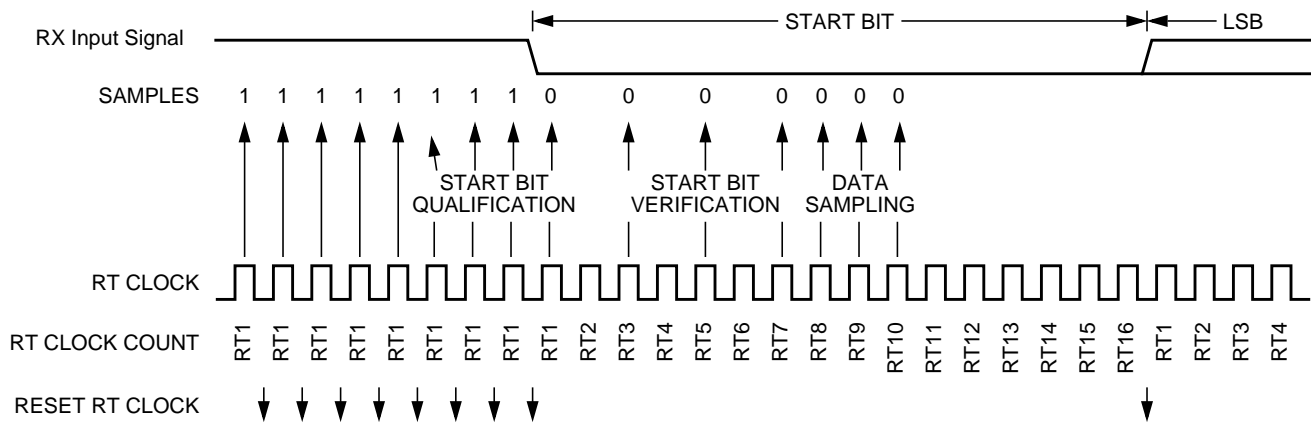 START BIT LSB
RX Input Signal
SAMPLES 1 1 1 1 1 1 1 1 0 0 0 0 0 0 0
START BIT QUALIFICATION
START BIT VERIFICATION
DATA SAMPLING
RT CLOCK
RT CLOCK COUNT RT1 RT1 RT1 RT1 RT1 RT1 RT1 RT1 RT1 RT2 RT3 RT4 RT5 RT6 RT7 RT8 RT9 RT10 RT11 RT12 RT13 RT14 RT15 RT16 RT1 RT2 RT3 RT4
RESET RT CLOCK